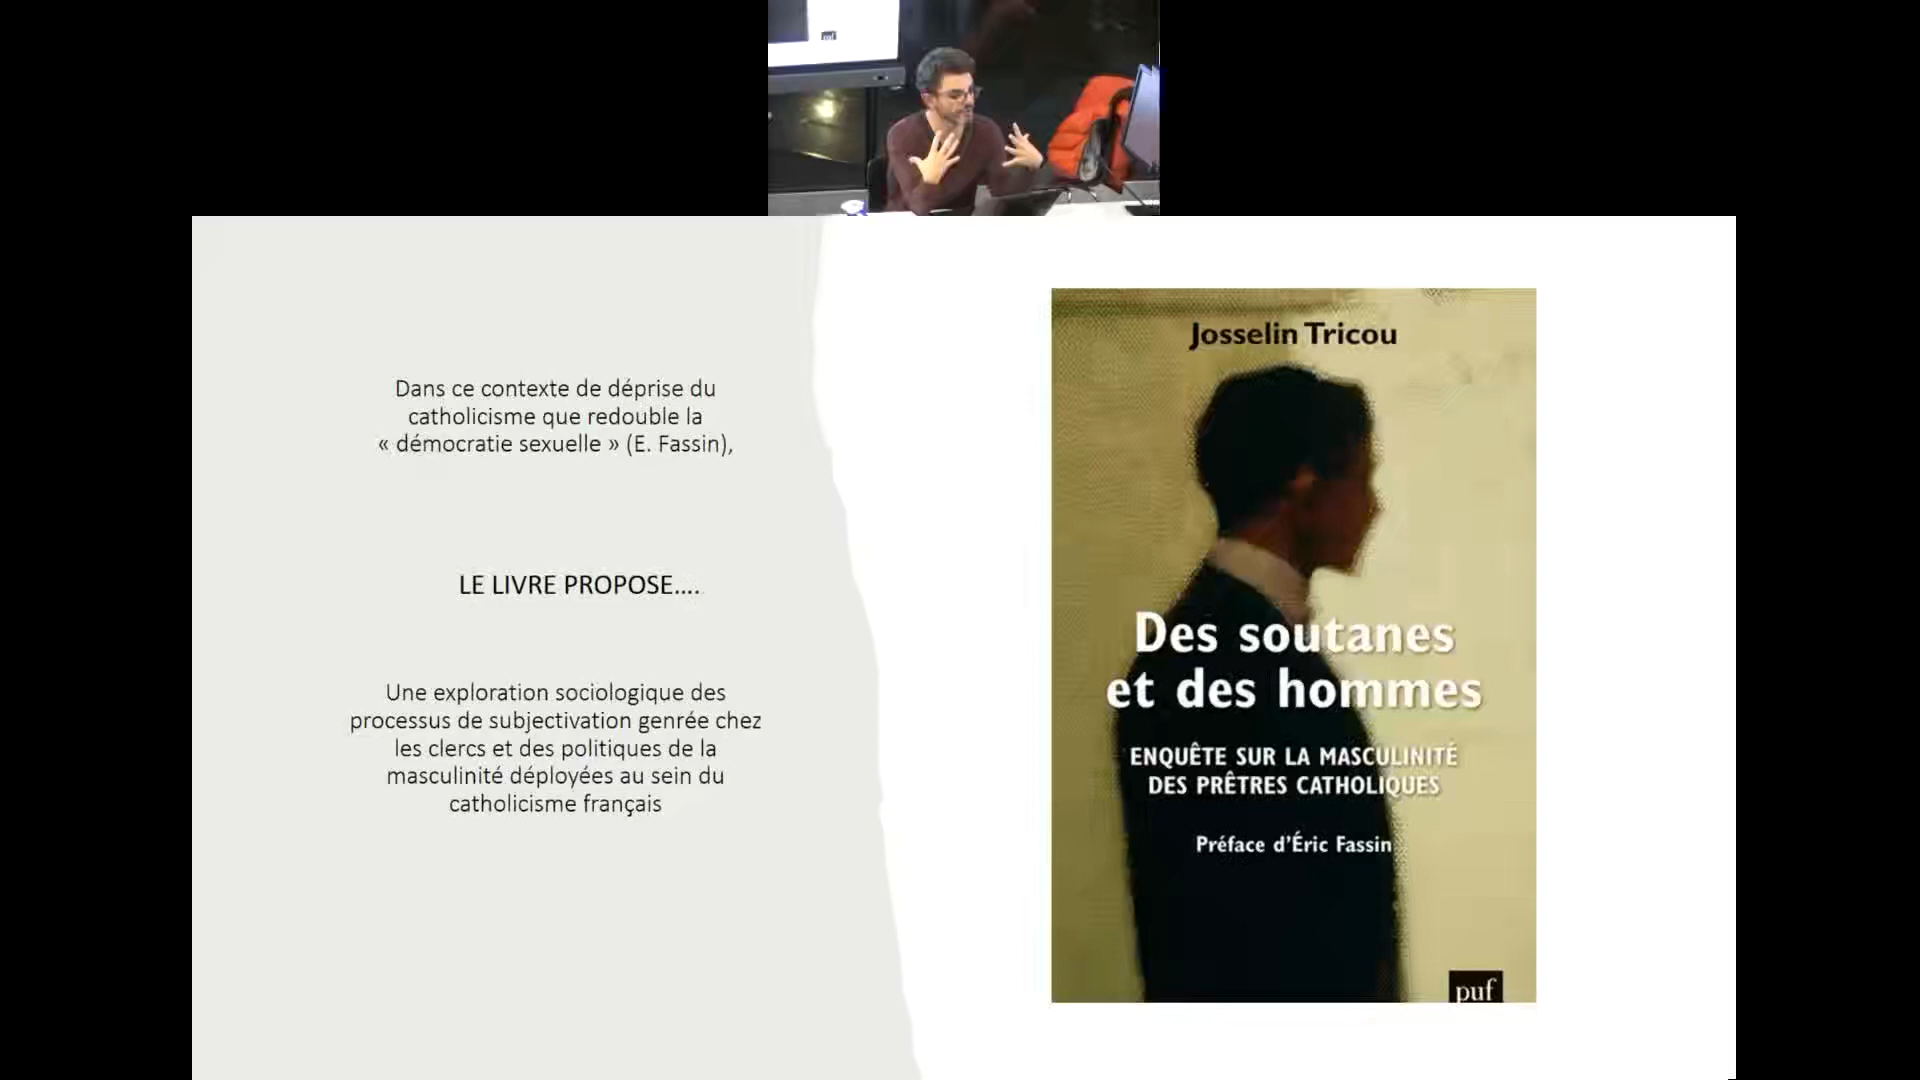 Dans ce contexte de déprise du
catholicisme que redouble la
« démocratie sexuelle » (E. Fassin),
LE LIVRE PROPOSE....
Une exploration sociologique des
processus de subjectivation genrée chez
les clercs et des politiques de la
masculinité déployées au sein du
catholicisme français
Josselin Tricou
Des soutanes
et des hommes
ENQUÊTE SUR LA MASCULINITÉ
DES PRÊTRES CATHOLIQUES
Préface d'Éric Fassin
puf